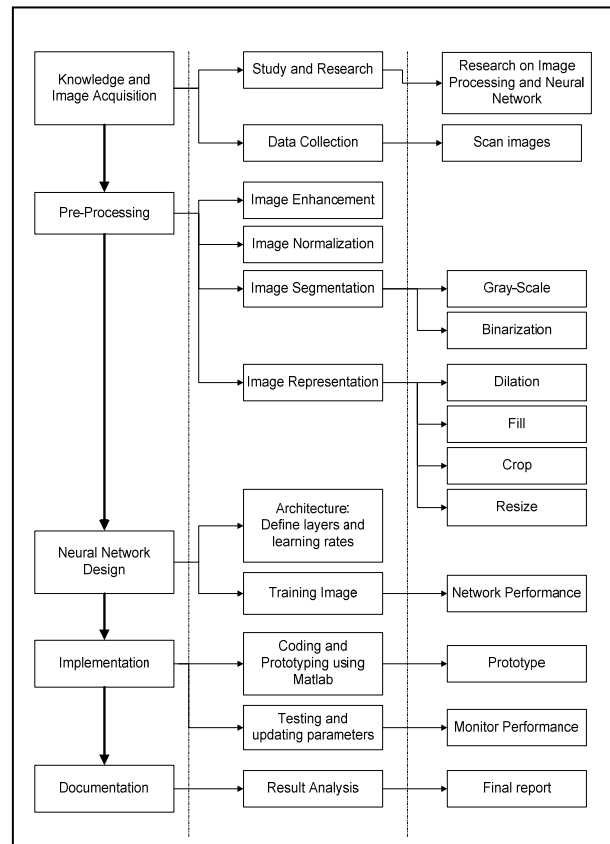 Knowledge and
Image Acquisition
Study and Research
Research on Image
Processing and Neural
Network
Data Collection
Scan images
Pre-Processing
Image Enhancement
Image Normalization
Image Segmentation
Gray-Scale
Binarization
Image Representation
Dilation
Fill
Crop
Resize
Neural Network
Design
Architecture:
Define layers and
learning rates
Training Image
Network Performance
Implementation
Coding and
Prototyping using
Matlab
Prototype
Testing and
updating parameters
Monitor Performance
Documentation
Result Analysis
Final report